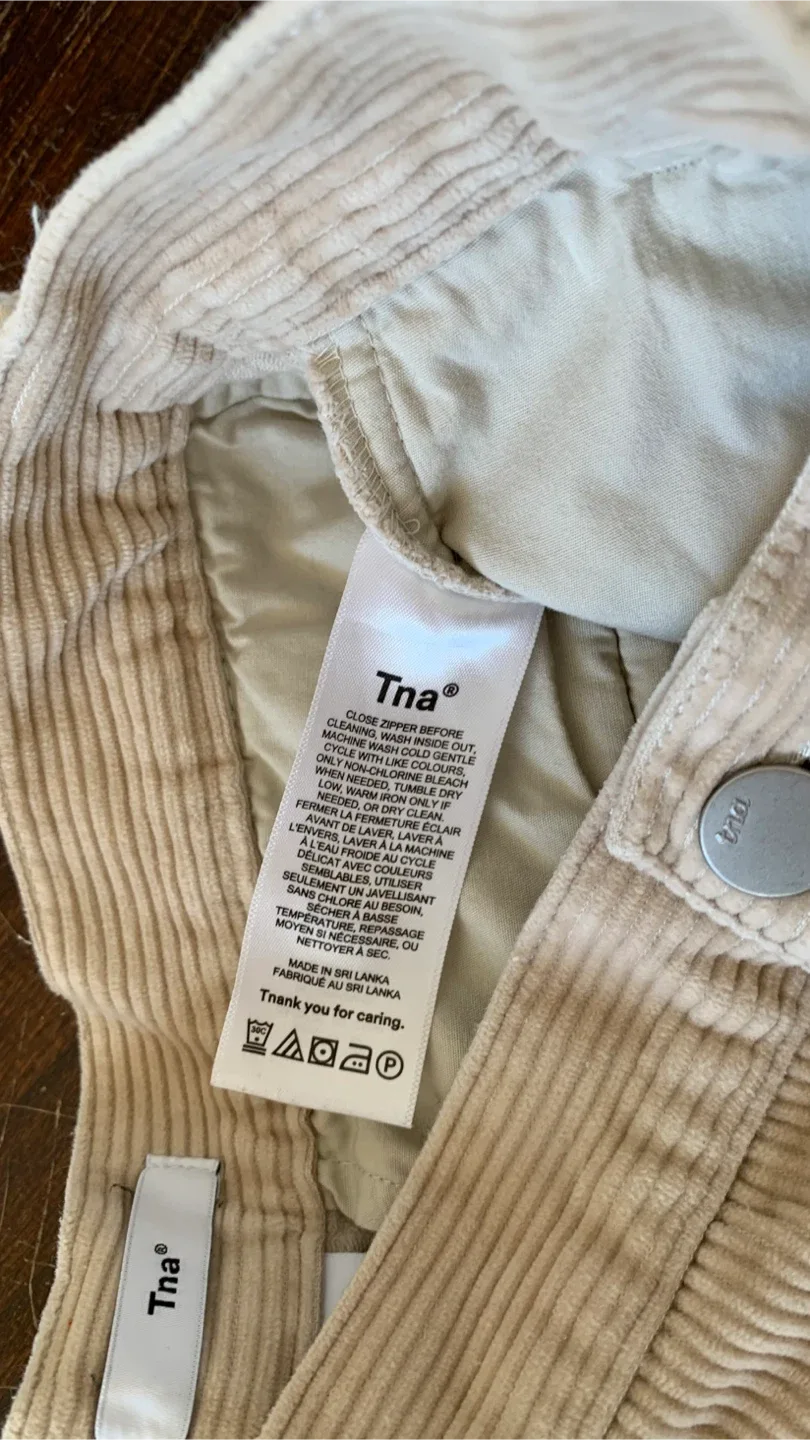 Tna®
CLOSE ZIPPER BEFORE
CLEANING, WASH INSIDE OUT,
MACHINE WASH COLD GENTLE
CYCLE WITH LIKE COLOURS,
ONLY NON-CHLORINE BLEACH
WHEN NEEDED, TUMBLE DRY
LOW, WARM IRON ONLY IF
NEEDED, OR DRY CLEAN.
FERMER LA FERMETURE ÉCLAIR
AVANT DE LAVER, LAVER À
L'ENVERS, LAVER À LA MACHINE
À L'EAU FROIDE AU CYCLE
DÉLICAT AVEC COULEURS
SEMBLABLES, UTILISER
SEULEMENT UN JAVELLISANT
SANS CHLORE AU BESOIN,
SÉCHER À BASSE
TEMPÉRATURE, REPASSAGE
MOYEN SI NÉCESSAIRE, OU
NETTOYER À SEC.
MADE IN SRI LANKA
FABRIQUÉ AU SRI LANKA
Tnank you for caring.
30C P
tna
Tna®